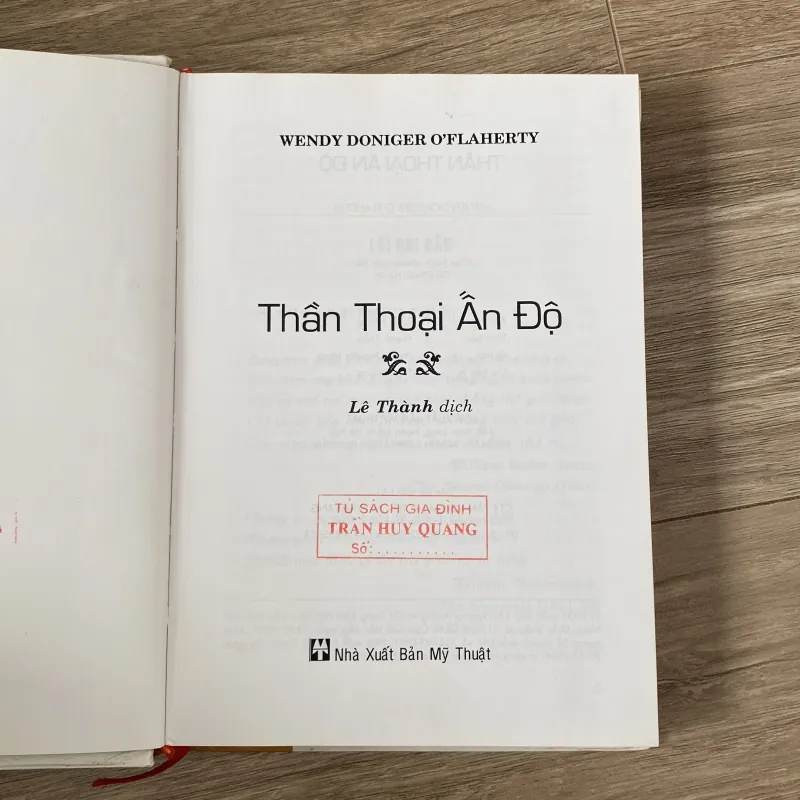 WENDY DONIGER O'FLAHERTY
Thần Thoại Ấn Độ
Lê Thành dịch
TỦ SÁCH GIA ĐÌNH
TRẦN HUY QUANG
Số:..........
Nhà Xuất Bản Mỹ Thuật